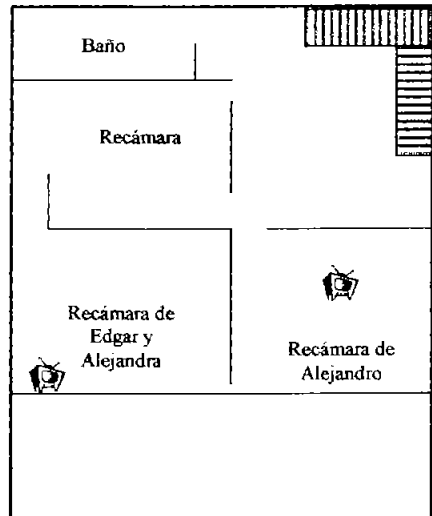 Baño
Recámara
Recámara de
Edgar y
Alejandra
Recámara de
Alejandro